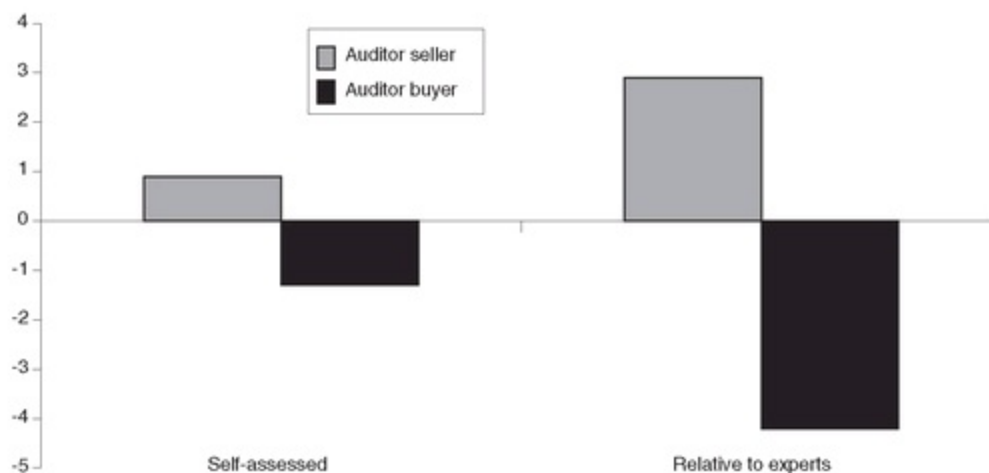 4
3
2
1
0
-1
-2
-3
-4
-5
Auditor seller
Auditor buyer
Self-assessed
Relative to experts